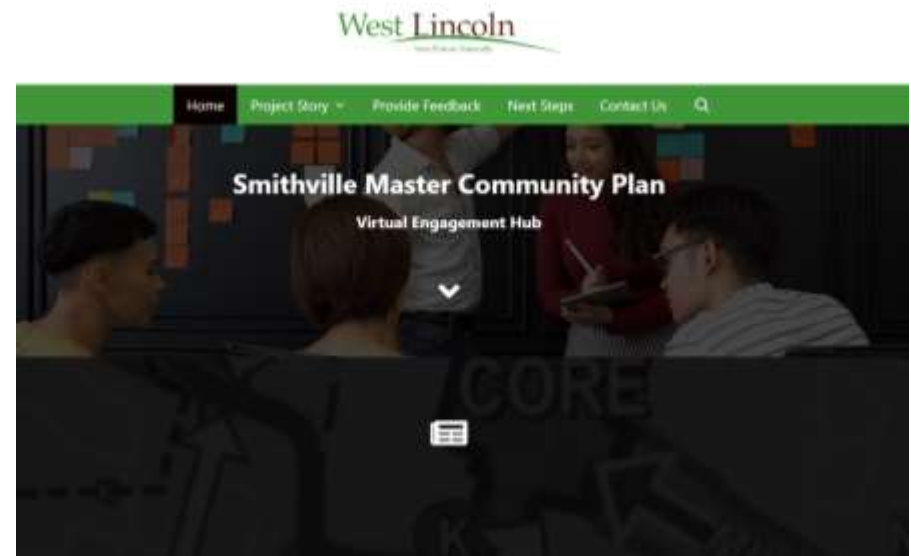 West Lincoln
Home Project Story Provide Feedback Next Steps Contact Us
Smithville Master Community Plan
Virtual Engagement Hub
CORE
K